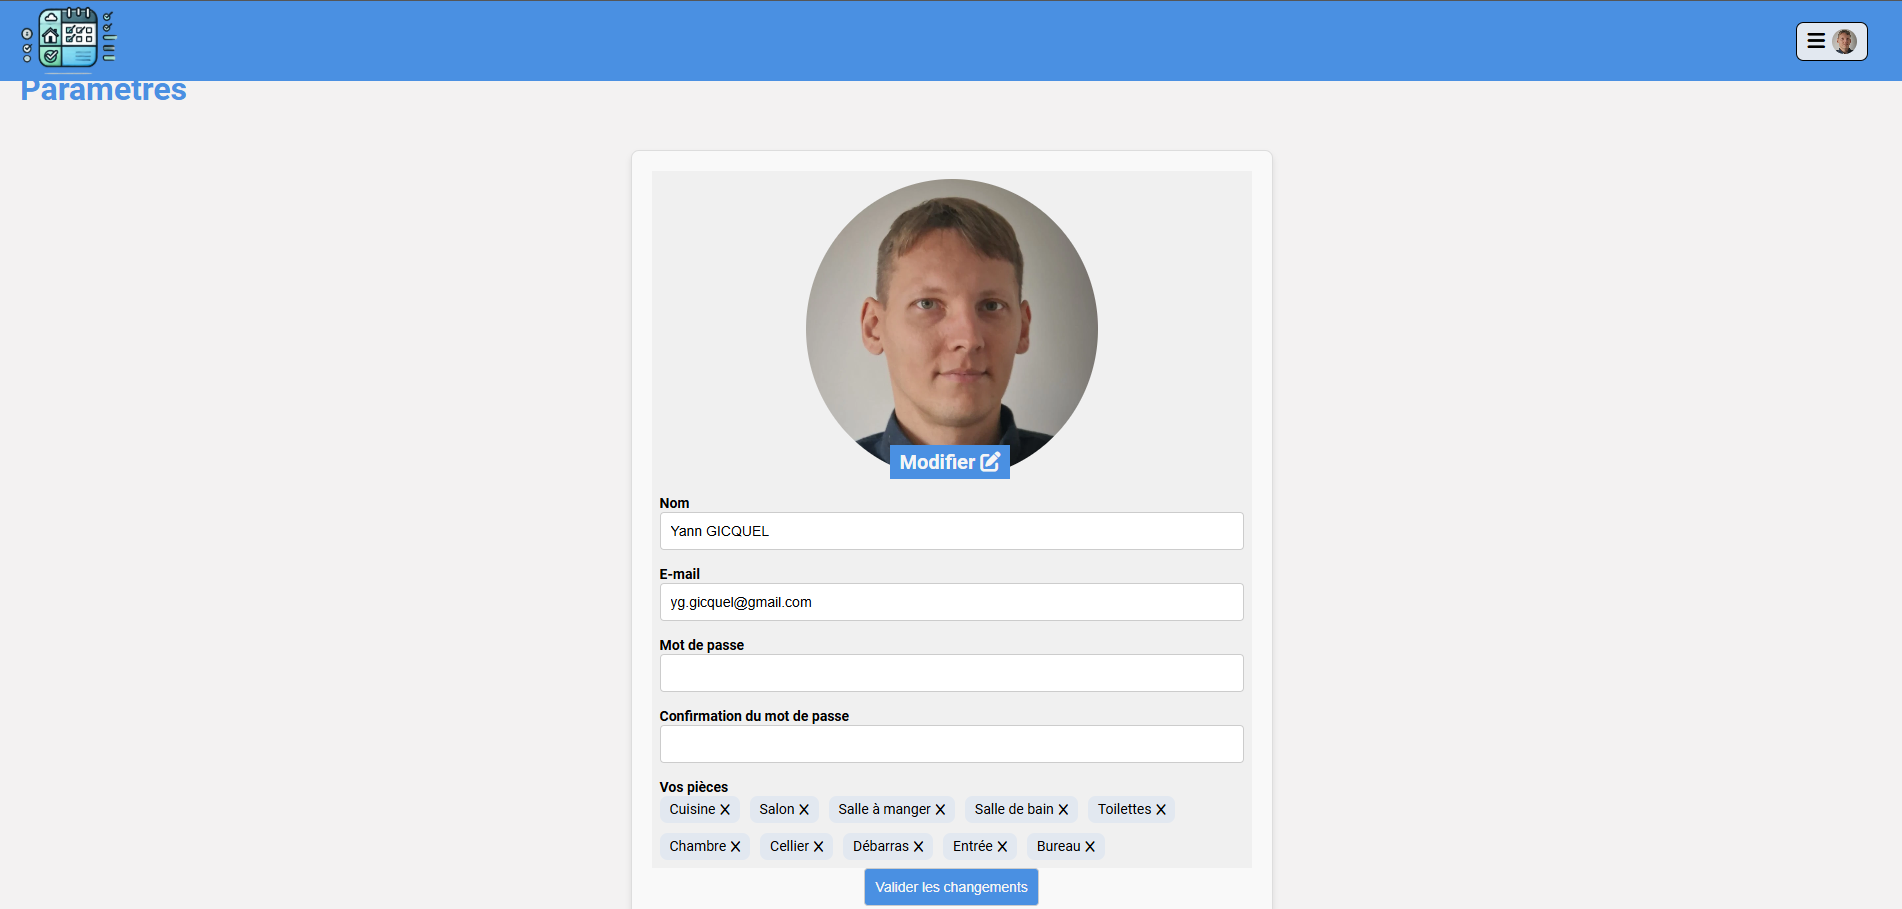 Paramètres
Modifier
Nom
Yann GICQUEL
E-mail
yg.gicquel@gmail.com
Mot de passe
Confirmation du mot de passe
Vos pièces
Cuisine X Salon X Salle à manger X Salle de bain X Toilettes X
Chambre X Cellier X Débarras X Entrée X Bureau X
Valider les changements